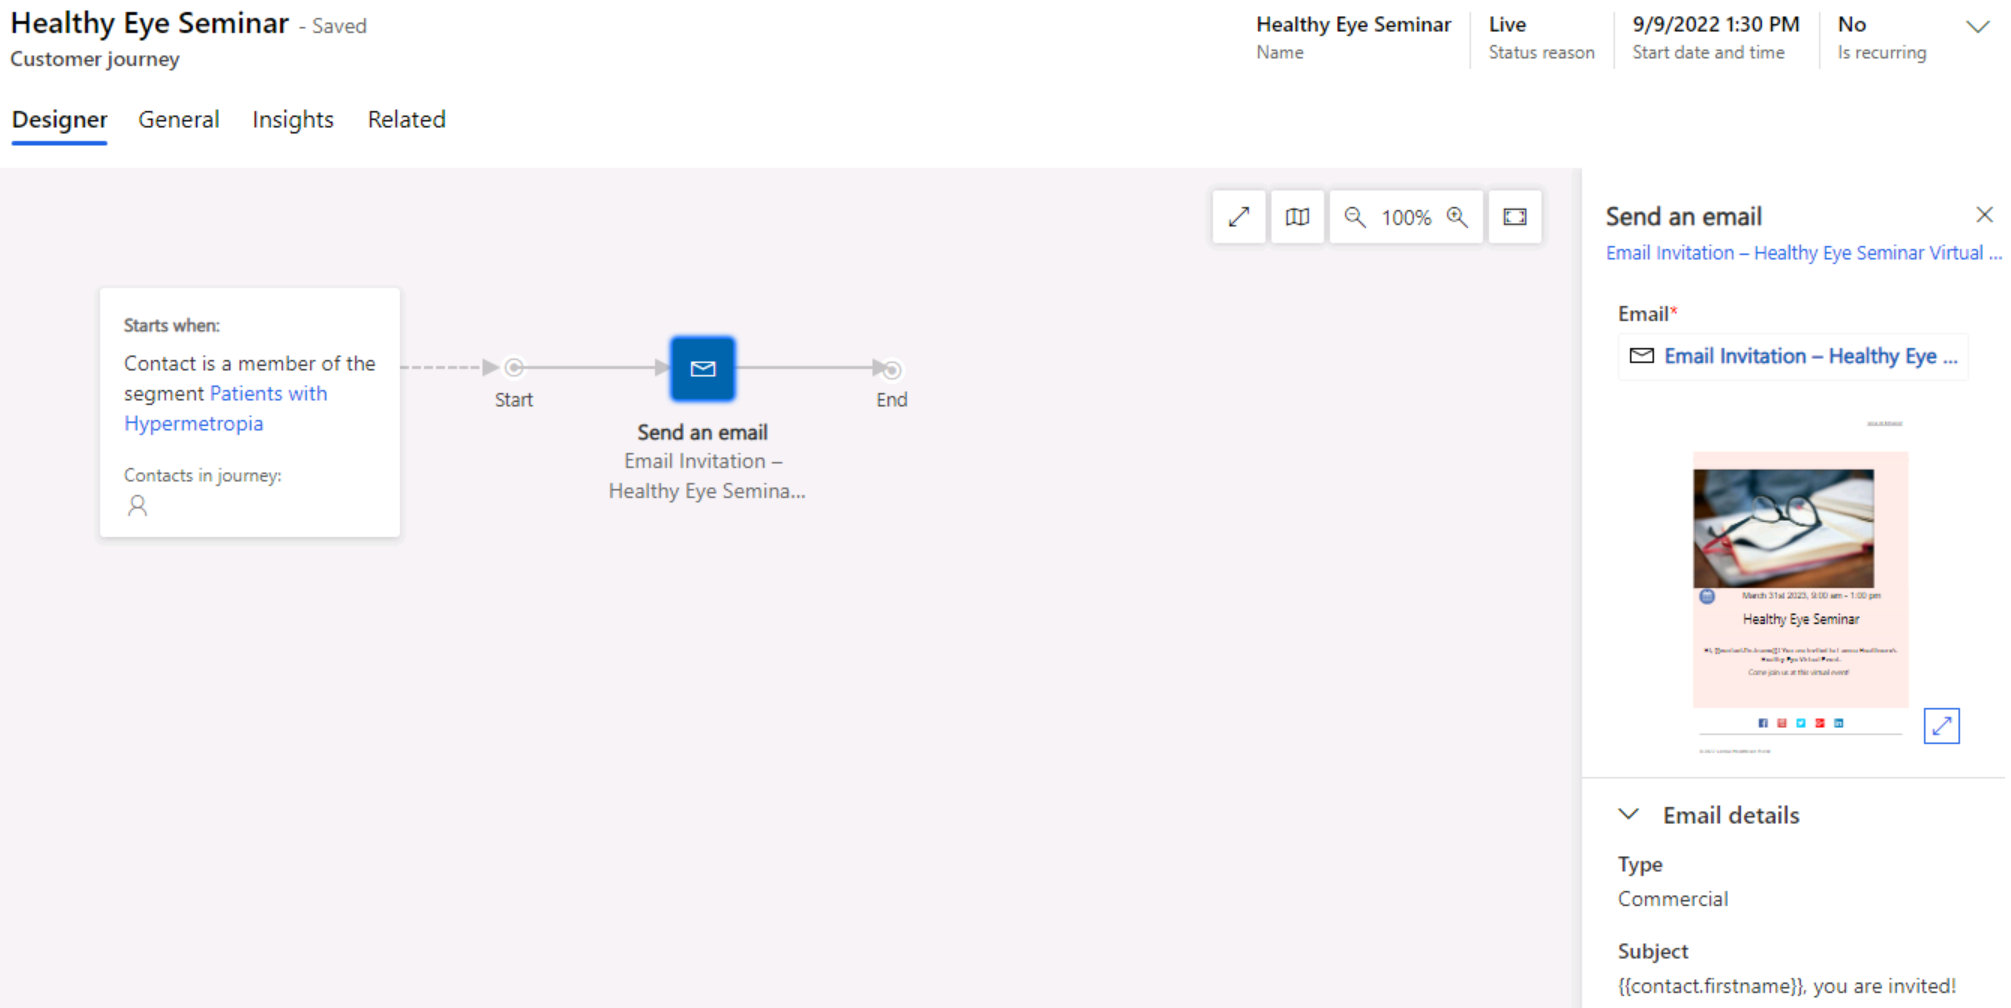 Healthy Eye Seminar - Saved
Customer journey
Healthy Eye Seminar
Name
Live
Status reason
9/9/2022 1:30 PM
Start date and time
No
Is recurring
Designer
General
Insights
Related
100%
Starts when:
Contact is a member of the
segment Patients with
Hypermetropia
Contacts in journey:
Start
Send an email
Email Invitation –
Healthy Eye Semina...
End
Send an email
Email Invitation – Healthy Eye Seminar Virtual ...
Email*
Email Invitation – Healthy Eye ...
March 31st 2023, 9:00 am - 1:00 pm
Healthy Eye Seminar
Come join us at this virtual event!
Email details
Type
Commercial
Subject
{{contact.firstname}}, you are invited!